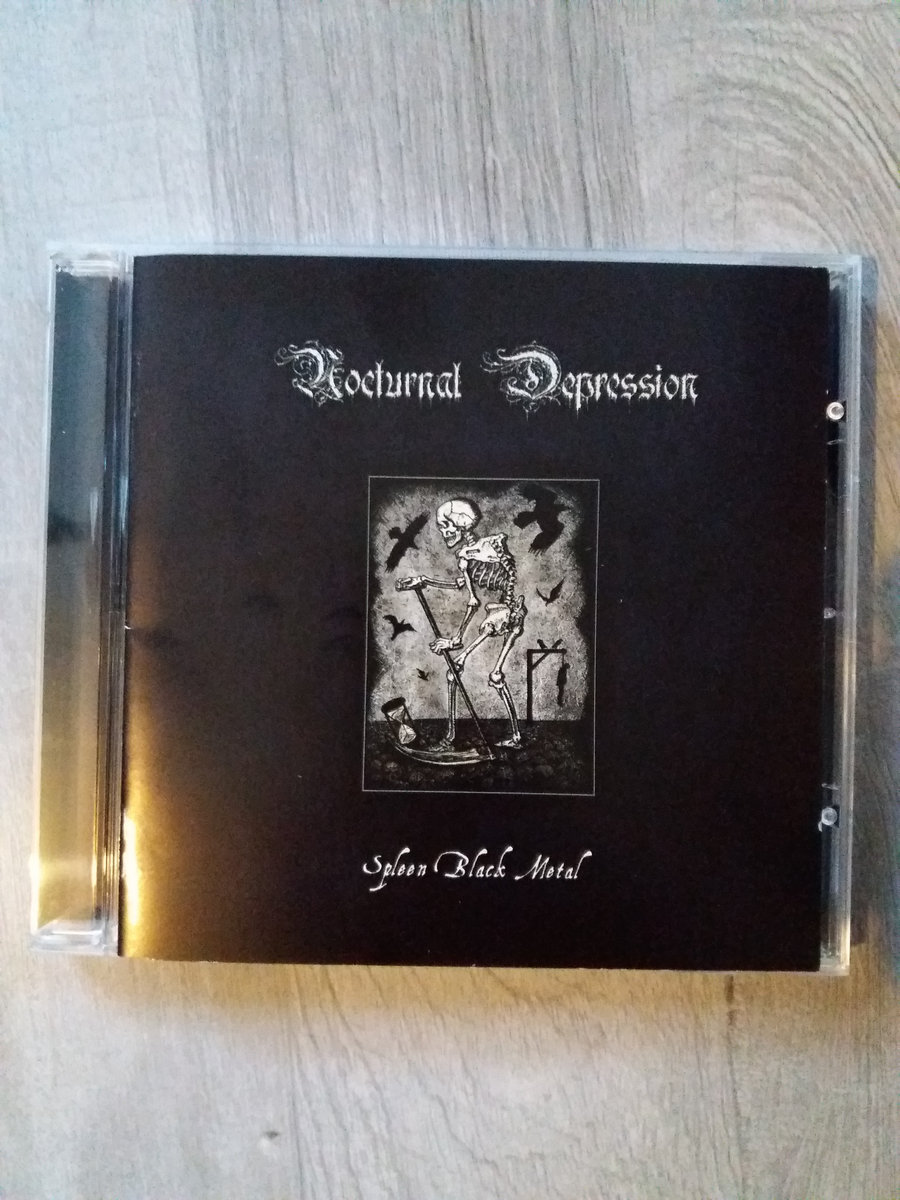 Nocturnal Depression
Spleen Black Metal